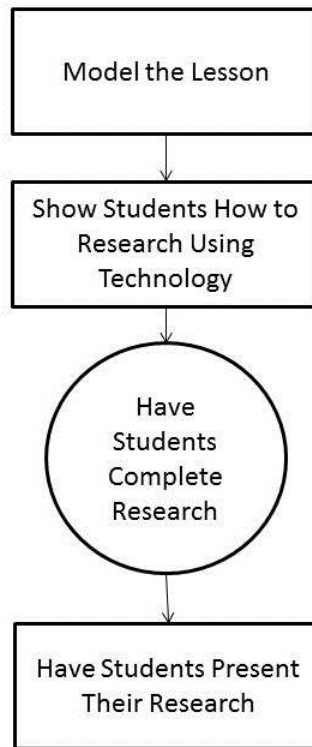 Model the Lesson
Show Students How to
Research Using
Technology
Have
Students
Complete
Research
Have Students Present
Their Research